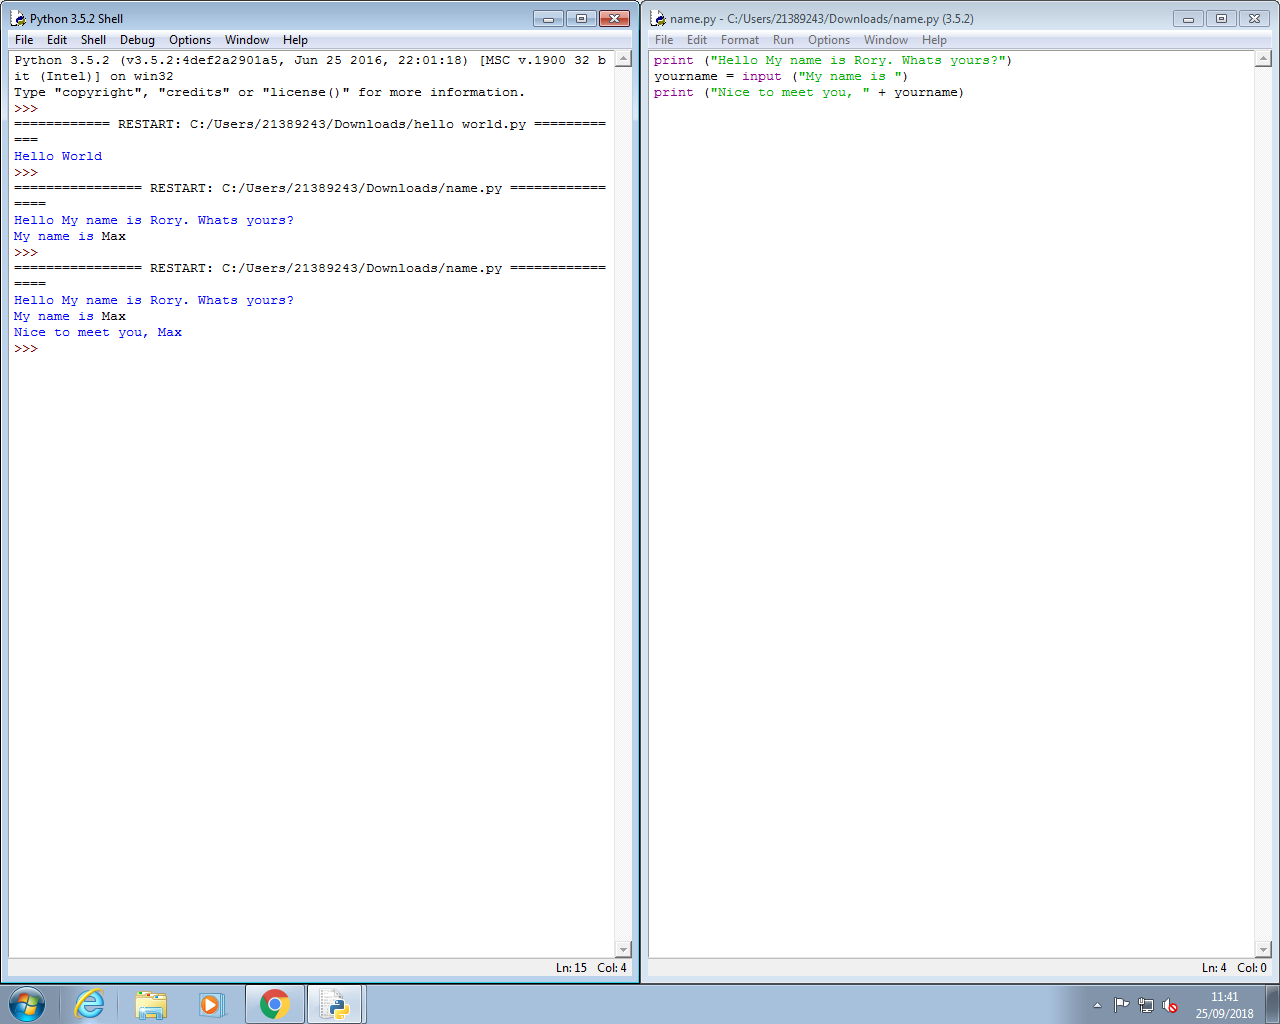 Python 3.5.2 Shell
File Edit Shell Debug Options Window Help
Python 3.5.2 (v3.5.2:4def2a2901a5, Jun 25 2016, 22:01:18) [MSC v.1900 32 b
it (Intel)] on win32
Type "copyright", "credits" or "license()" for more information.
>>>
============ RESTART: C:/Users/21389243/Downloads/hello world.py =========
===
Hello World
>>>
================ RESTART: C:/Users/21389243/Downloads/name.py ============
====
Hello My name is Rory. Whats yours?
My name is Max
>>>
================ RESTART: C:/Users/21389243/Downloads/name.py ============
====
Hello My name is Rory. Whats yours?
My name is Max
Nice to meet you, Max
>>>
Ln: 15 Col: 4
name.py - C:/Users/21389243/Downloads/name.py (3.5.2)
File Edit Format Run Options Window Help
print ("Hello My name is Rory. Whats yours?")
yourname = input ("My name is ")
print ("Nice to meet you, " + yourname)
Ln: 4 Col: 0
11:41
25/09/2018